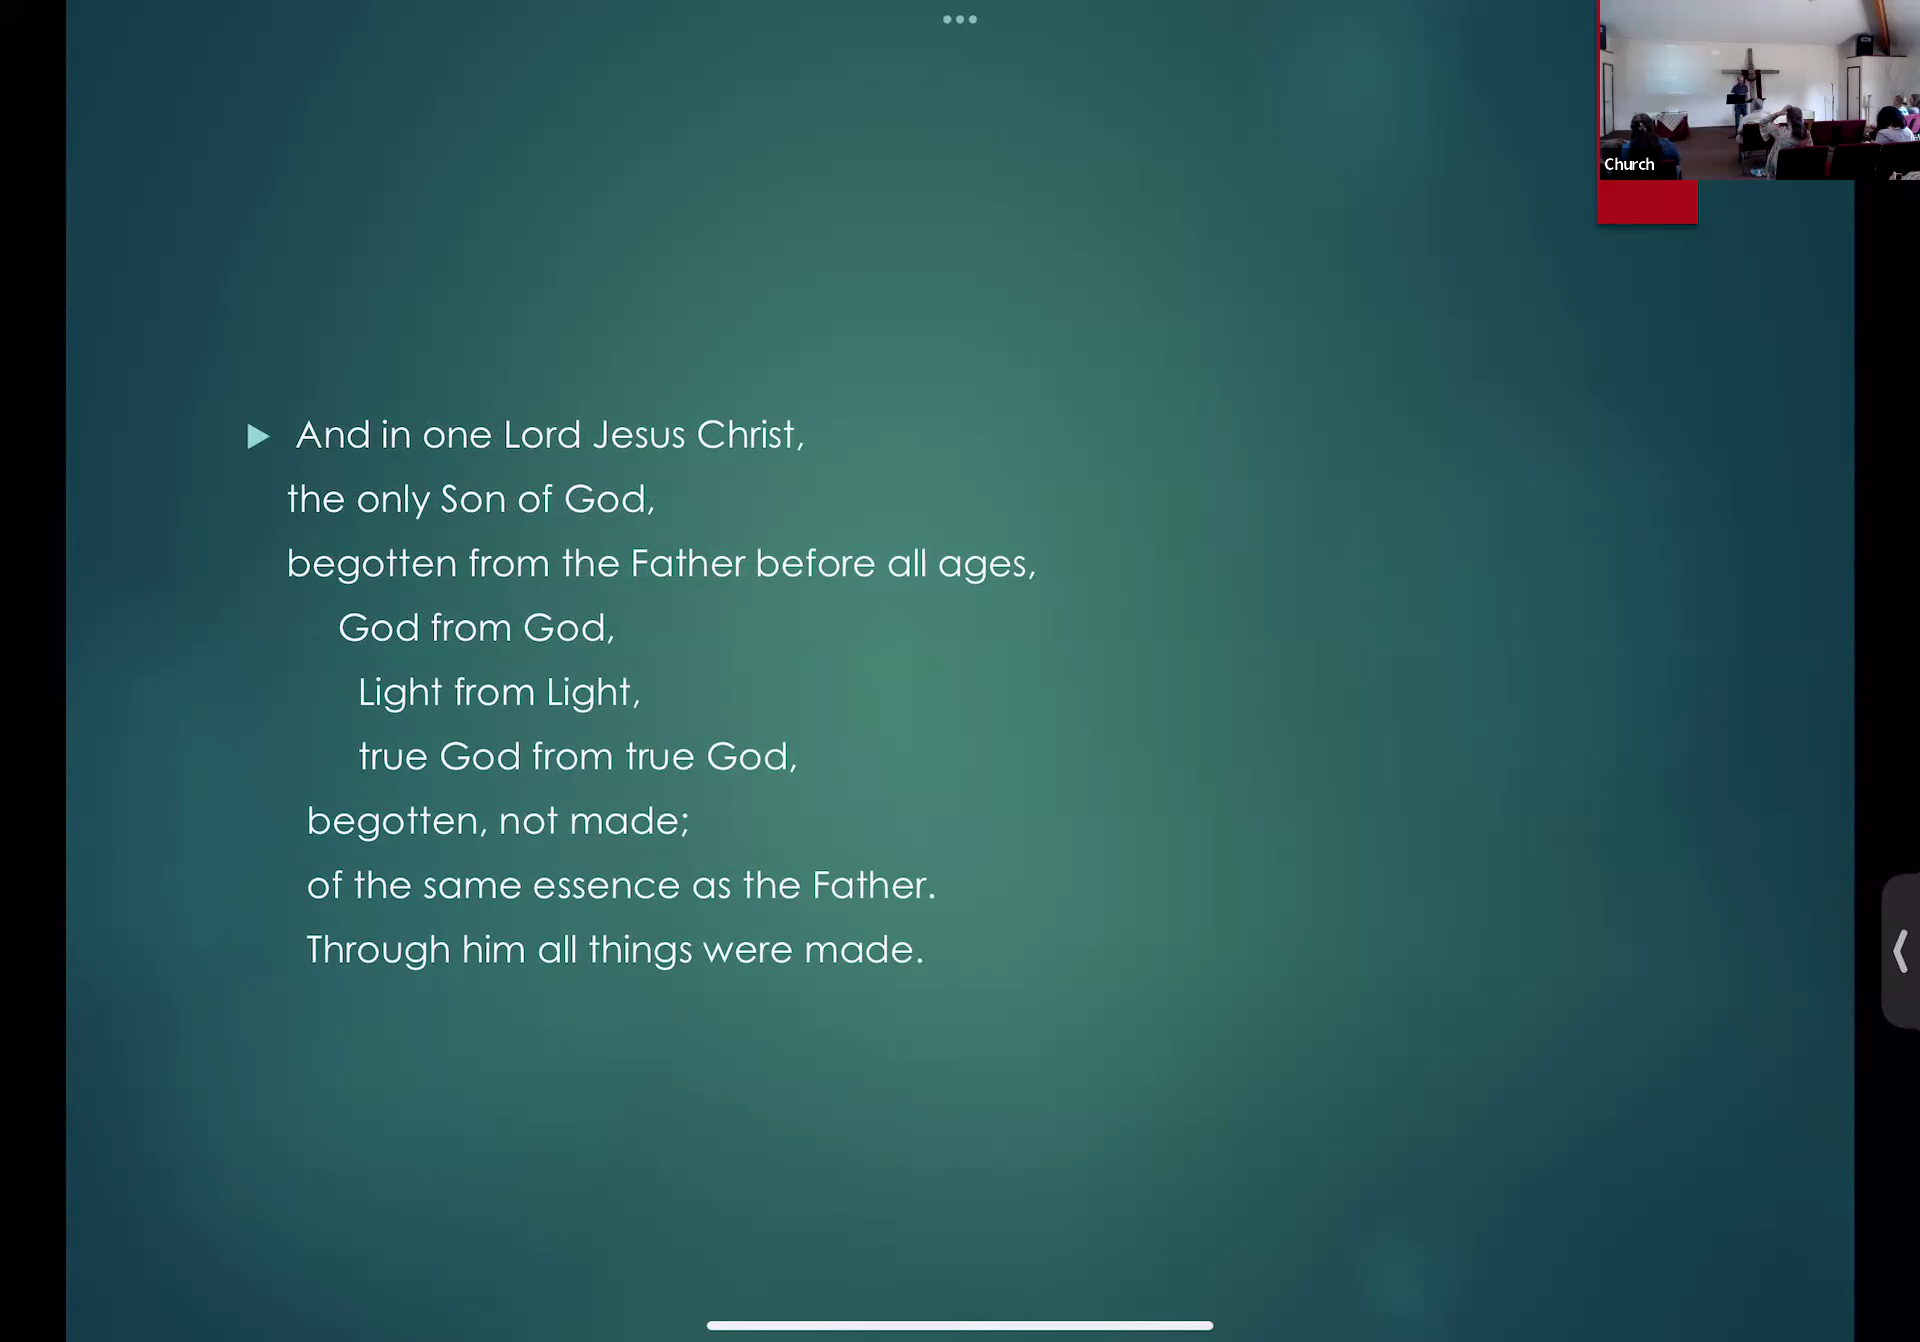 Church
And in one Lord Jesus Christ,
the only Son of God,
begotten from the Father before all ages,
God from God,
Light from Light,
true God from true God,
begotten, not made;
of the same essence as the Father.
Through him all things were made.